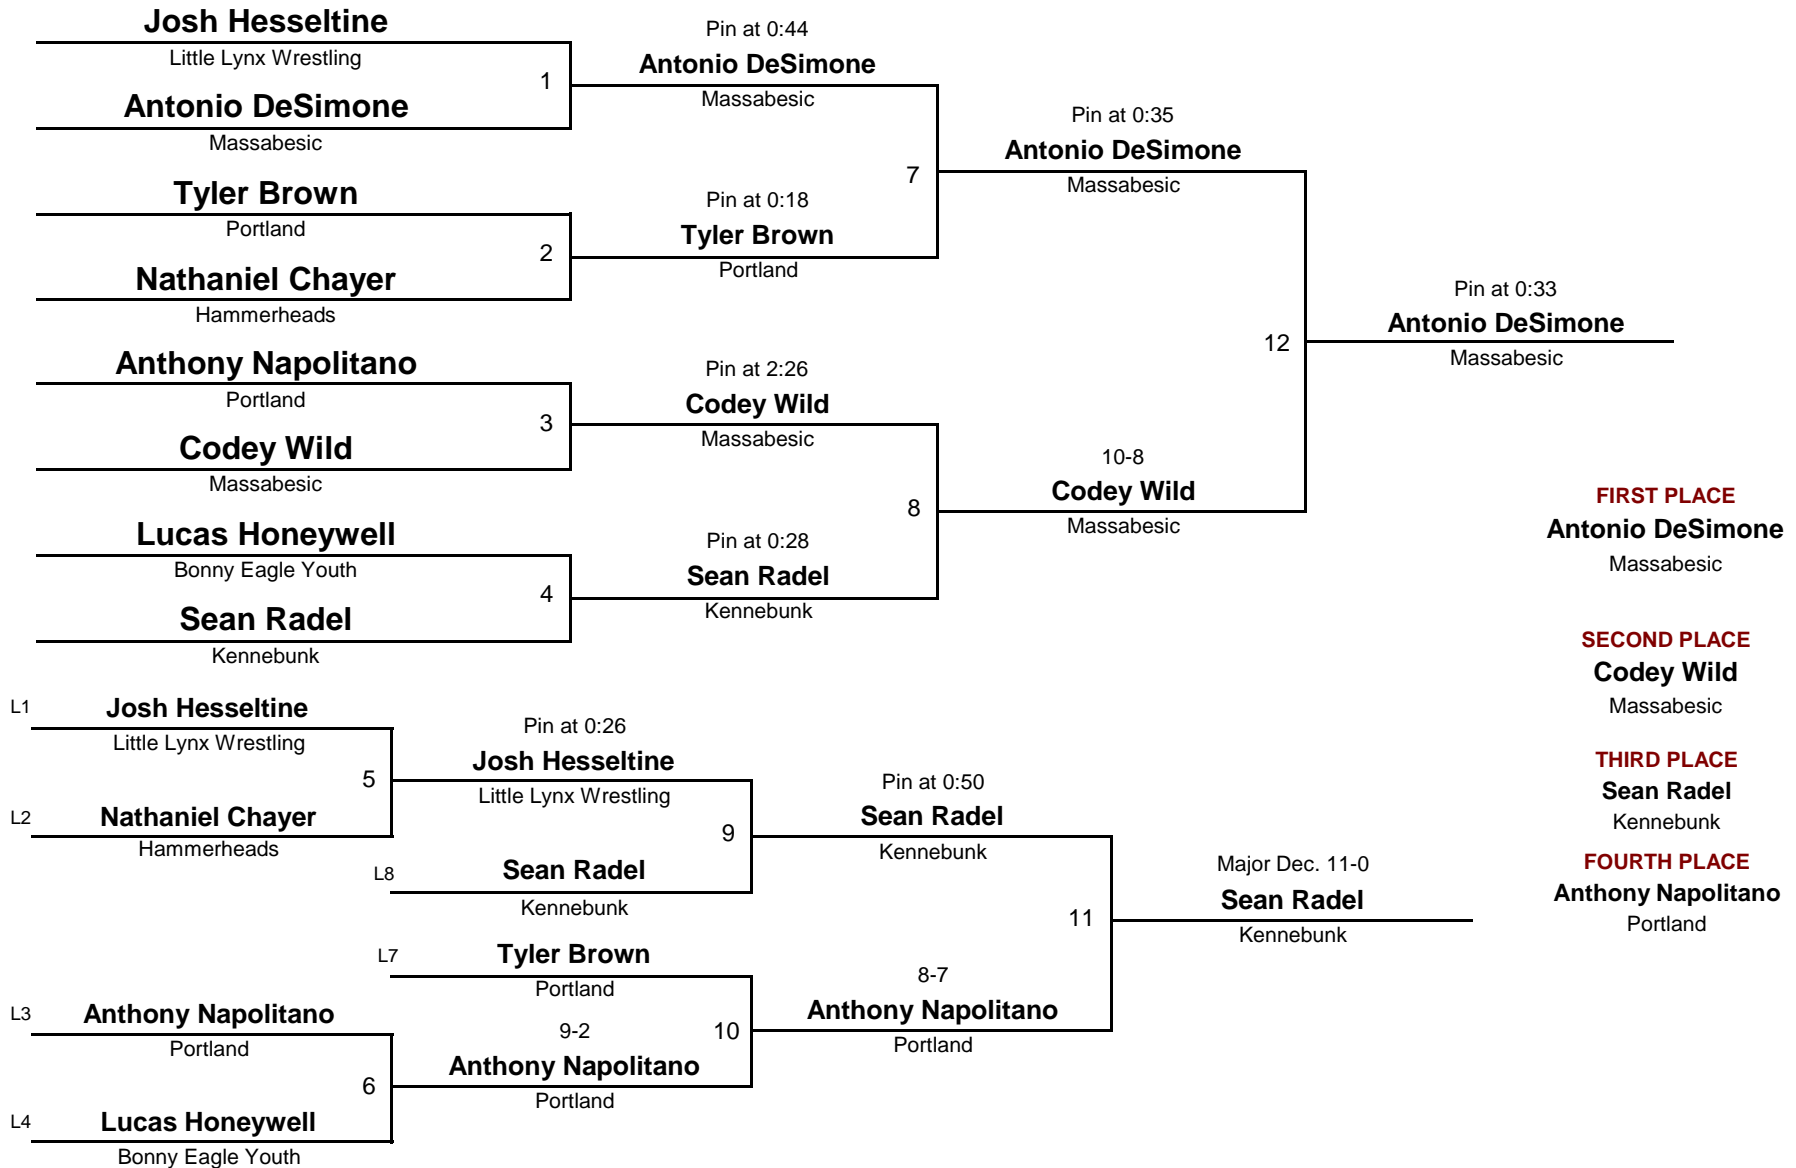 Josh Hesseltine
Little Lynx Wrestling
1
Antonio DeSimone
Massabesic
Pin at 0:44
Antonio DeSimone
Massabesic
Tyler Brown
Portland
2
Nathaniel Chayer
Hammerheads
Pin at 0:18
Tyler Brown
Portland
7
Pin at 0:35
Antonio DeSimone
Massabesic
Anthony Napolitano
Portland
3
Codey Wild
Massabesic
Pin at 2:26
Codey Wild
Massabesic
Lucas Honeywell
Bonny Eagle Youth
4
Sean Radel
Kennebunk
Pin at 0:28
Sean Radel
Kennebunk
8
10-8
Codey Wild
Massabesic
12
Pin at 0:33
Antonio DeSimone
Massabesic
FIRST PLACE
Antonio DeSimone
Massabesic
SECOND PLACE
Codey Wild
Massabesic
THIRD PLACE
Sean Radel
Kennebunk
FOURTH PLACE
Anthony Napolitano
Portland
L1
Josh Hesseltine
Little Lynx Wrestling
5
L2
Nathaniel Chayer
Hammerheads
Pin at 0:26
Josh Hesseltine
Little Lynx Wrestling
9
L8
Sean Radel
Kennebunk
Pin at 0:50
Sean Radel
Kennebunk
L7
Tyler Brown
Portland
L3
Anthony Napolitano
Portland
6
L4
Lucas Honeywell
Bonny Eagle Youth
9-2
Anthony Napolitano
Portland
10
8-7
Anthony Napolitano
Portland
11
Major Dec. 11-0
Sean Radel
Kennebunk